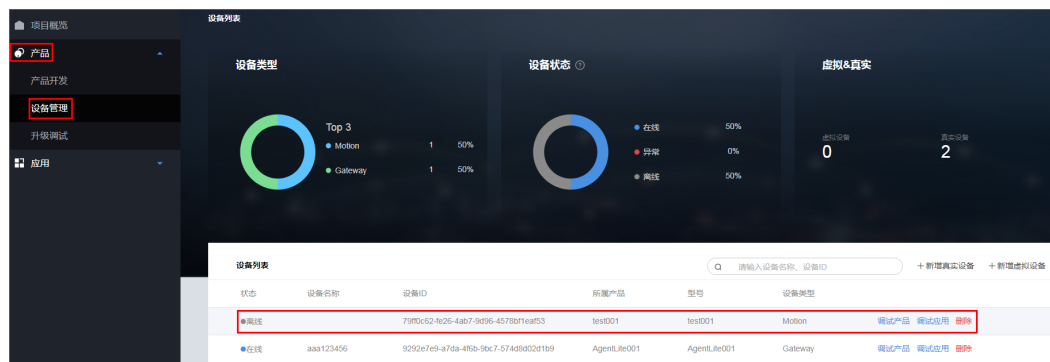 项目概览
产品
产品开发
设备管理
升级调试
应用
设备列表
设备类型
Top 3
Motion 1 50%
Gateway 1 50%
设备状态
在线 50%
异常 0%
离线 50%
虚拟&真实
虚拟设备 真实设备
0 2
设备列表 请输入设备名称、设备ID +新增真实设备 +新增虚拟设备
状态 设备名称 设备ID 所属产品 型号 设备类型
离线 79ff0c62-fe26-4ab7-9d96-4578bf1eaf53 test001 test001 Motion 调试产品 调试应用 删除
在线 aaa123456 9292e7e9-a7da-4f6b-9bc7-574d8d02d1b9 AgentLite001 AgentLite001 Gateway 调试产品 调试应用 删除